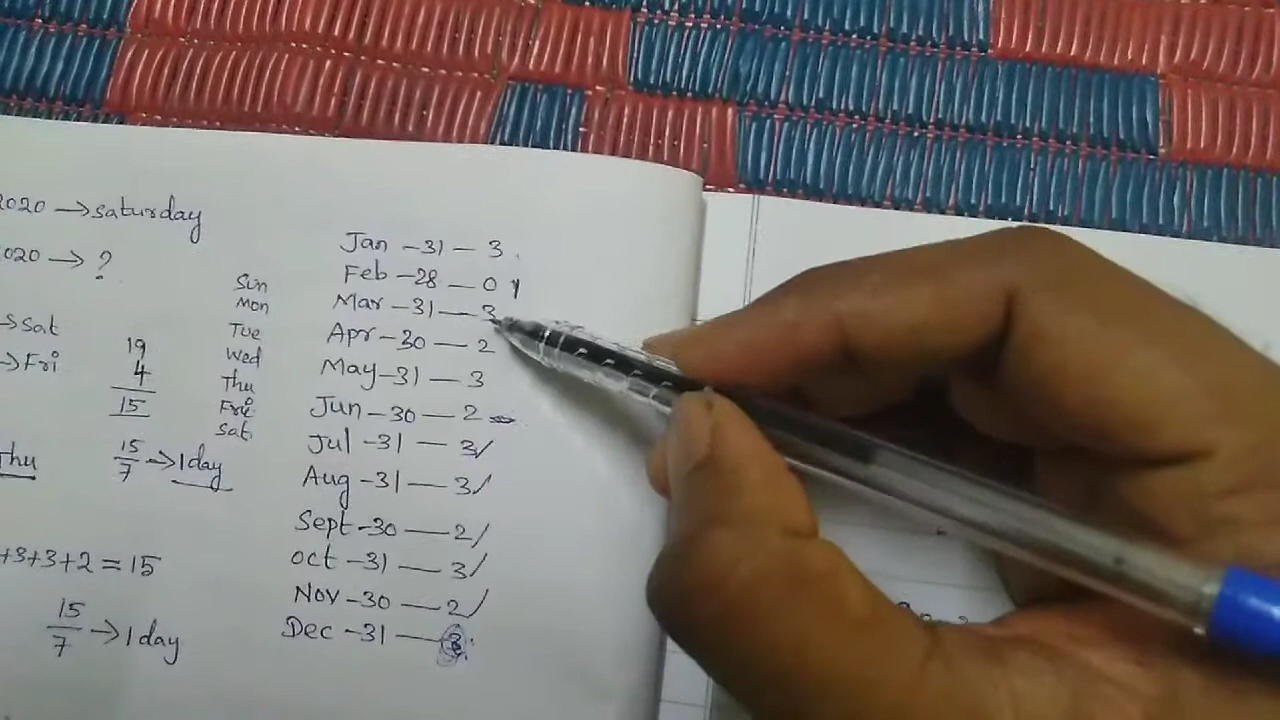 2020 → saturday
2020 → ?
→ Sat
→ Fri
19
4
15
Thu
15/7 → 1 day
+3+3+2 = 15
15/7 → 1 day
Sun
Mon
Tue
Wed
Thu
Fri
Sat.
Jan - 31 - 3
Feb - 28 - 0 1
Mar - 31 - 3
Apr - 30 - 2
May - 31 - 3
Jun - 30 - 2
Jul - 31 - 3/
Aug - 31 - 3/
Sept - 30 - 2/
oct - 31 - 3/
Nov - 30 - 2/
Dec - 31 - 3